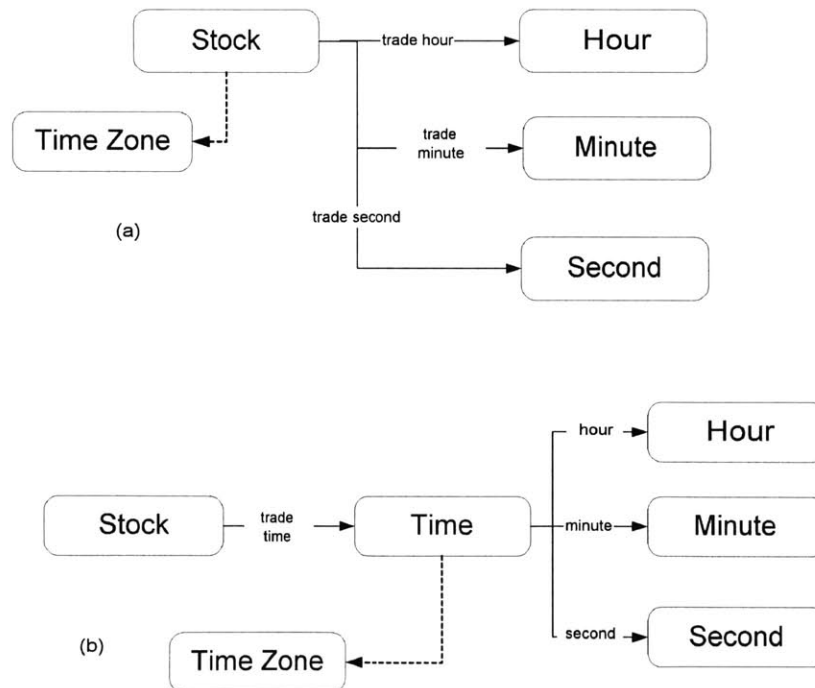 Stock
trade hour
Hour
Time Zone
trade
minute
Minute
(a)
trade second
Second
hour
Hour
Stock
trade
time
Time
minute
Minute
(b)
Time Zone
second
Second